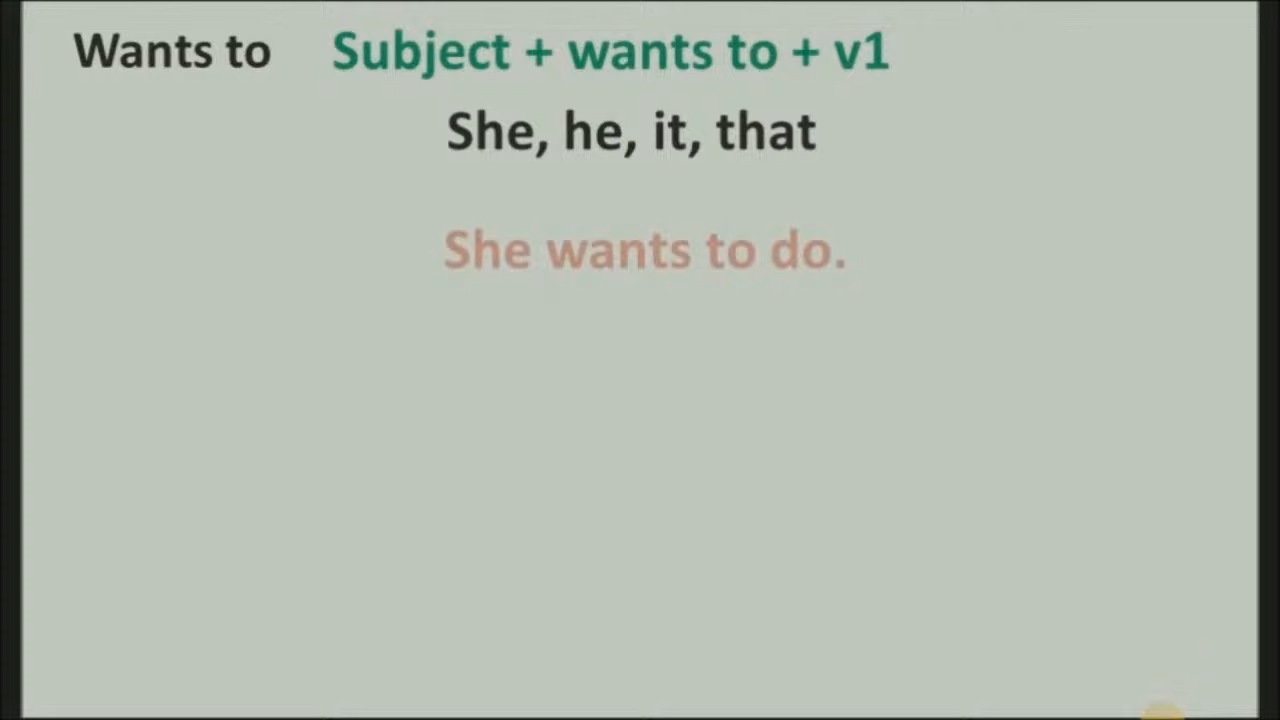 Wants to Subject + wants to + v1
She, he, it, that
She wants to do.